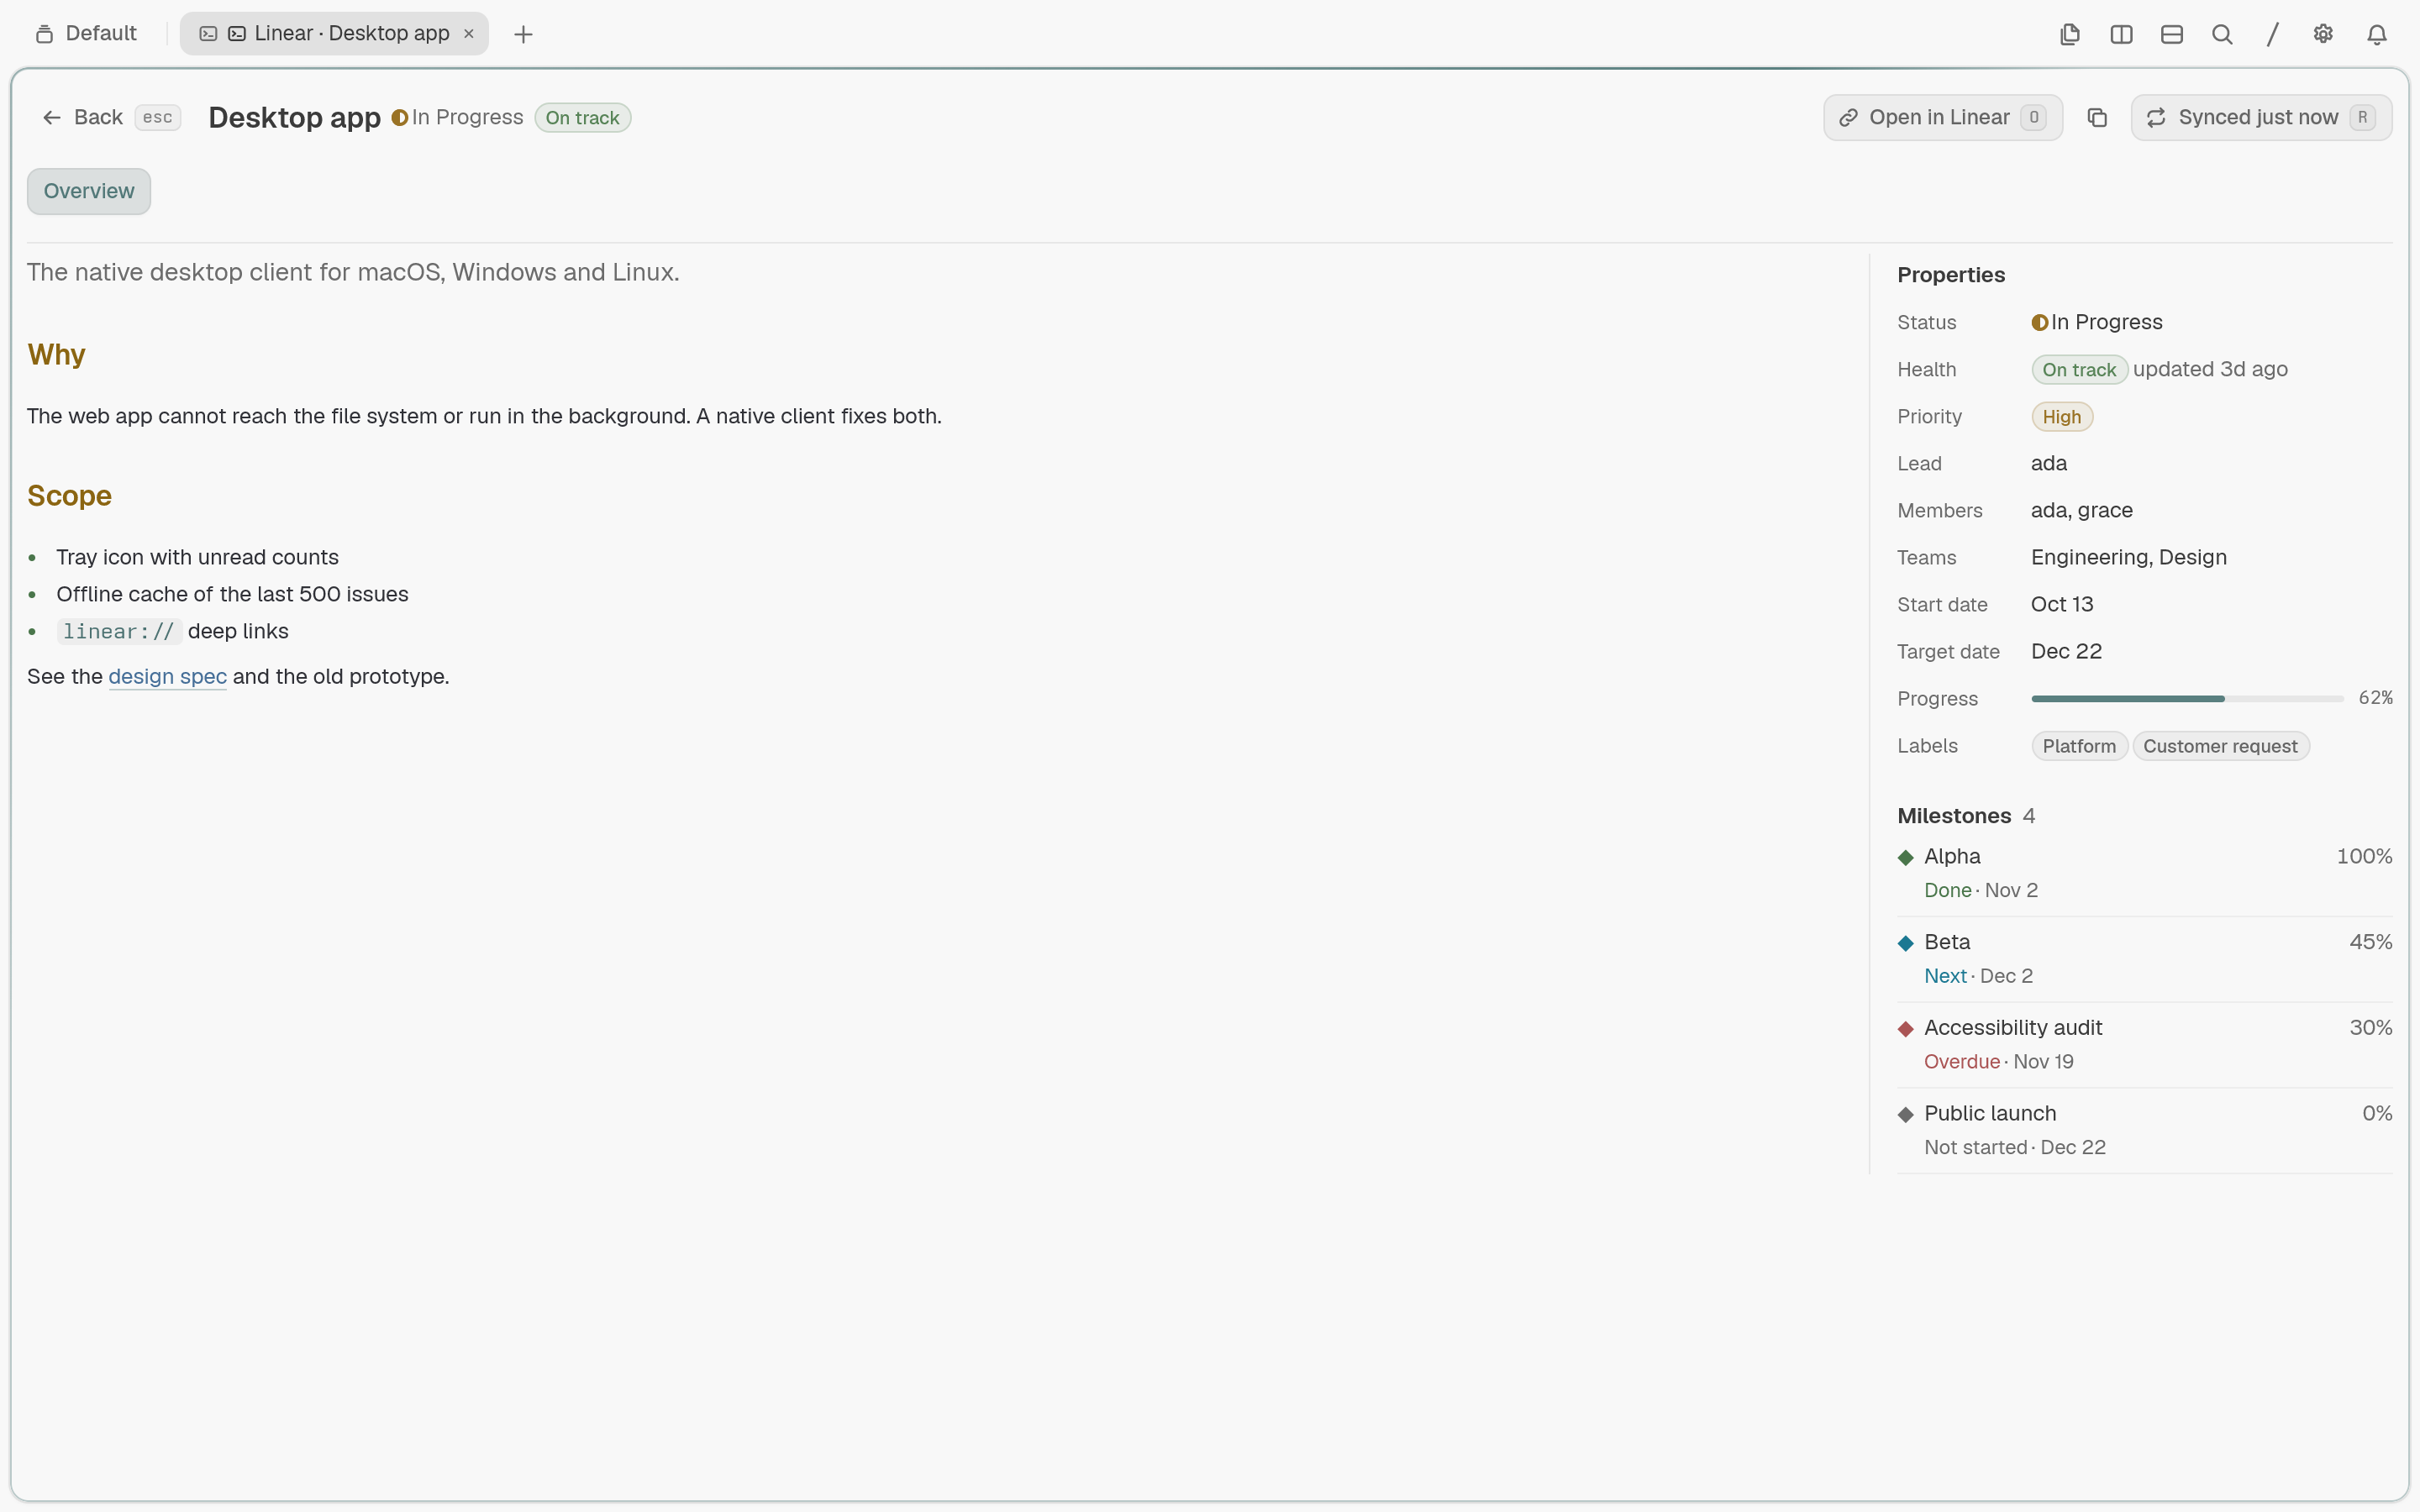 Default
Linear · Desktop app ×
Back esc Desktop app In Progress On track
Open in Linear O
Synced just now R
Overview
The native desktop client for macOS, Windows and Linux.
Why
The web app cannot reach the file system or run in the background. A native client fixes both.
Scope
• Tray icon with unread counts
• Offline cache of the last 500 issues
• linear:// deep links
See the design spec and the old prototype.
Properties
Status In Progress
Health On track updated 3d ago
Priority High
Lead ada
Members ada, grace
Teams Engineering, Design
Start date Oct 13
Target date Dec 22
Progress 62%
Labels Platform Customer request
Milestones 4
Alpha 100%
Done · Nov 2
Beta 45%
Next · Dec 2
Accessibility audit 30%
Overdue · Nov 19
Public launch 0%
Not started · Dec 22